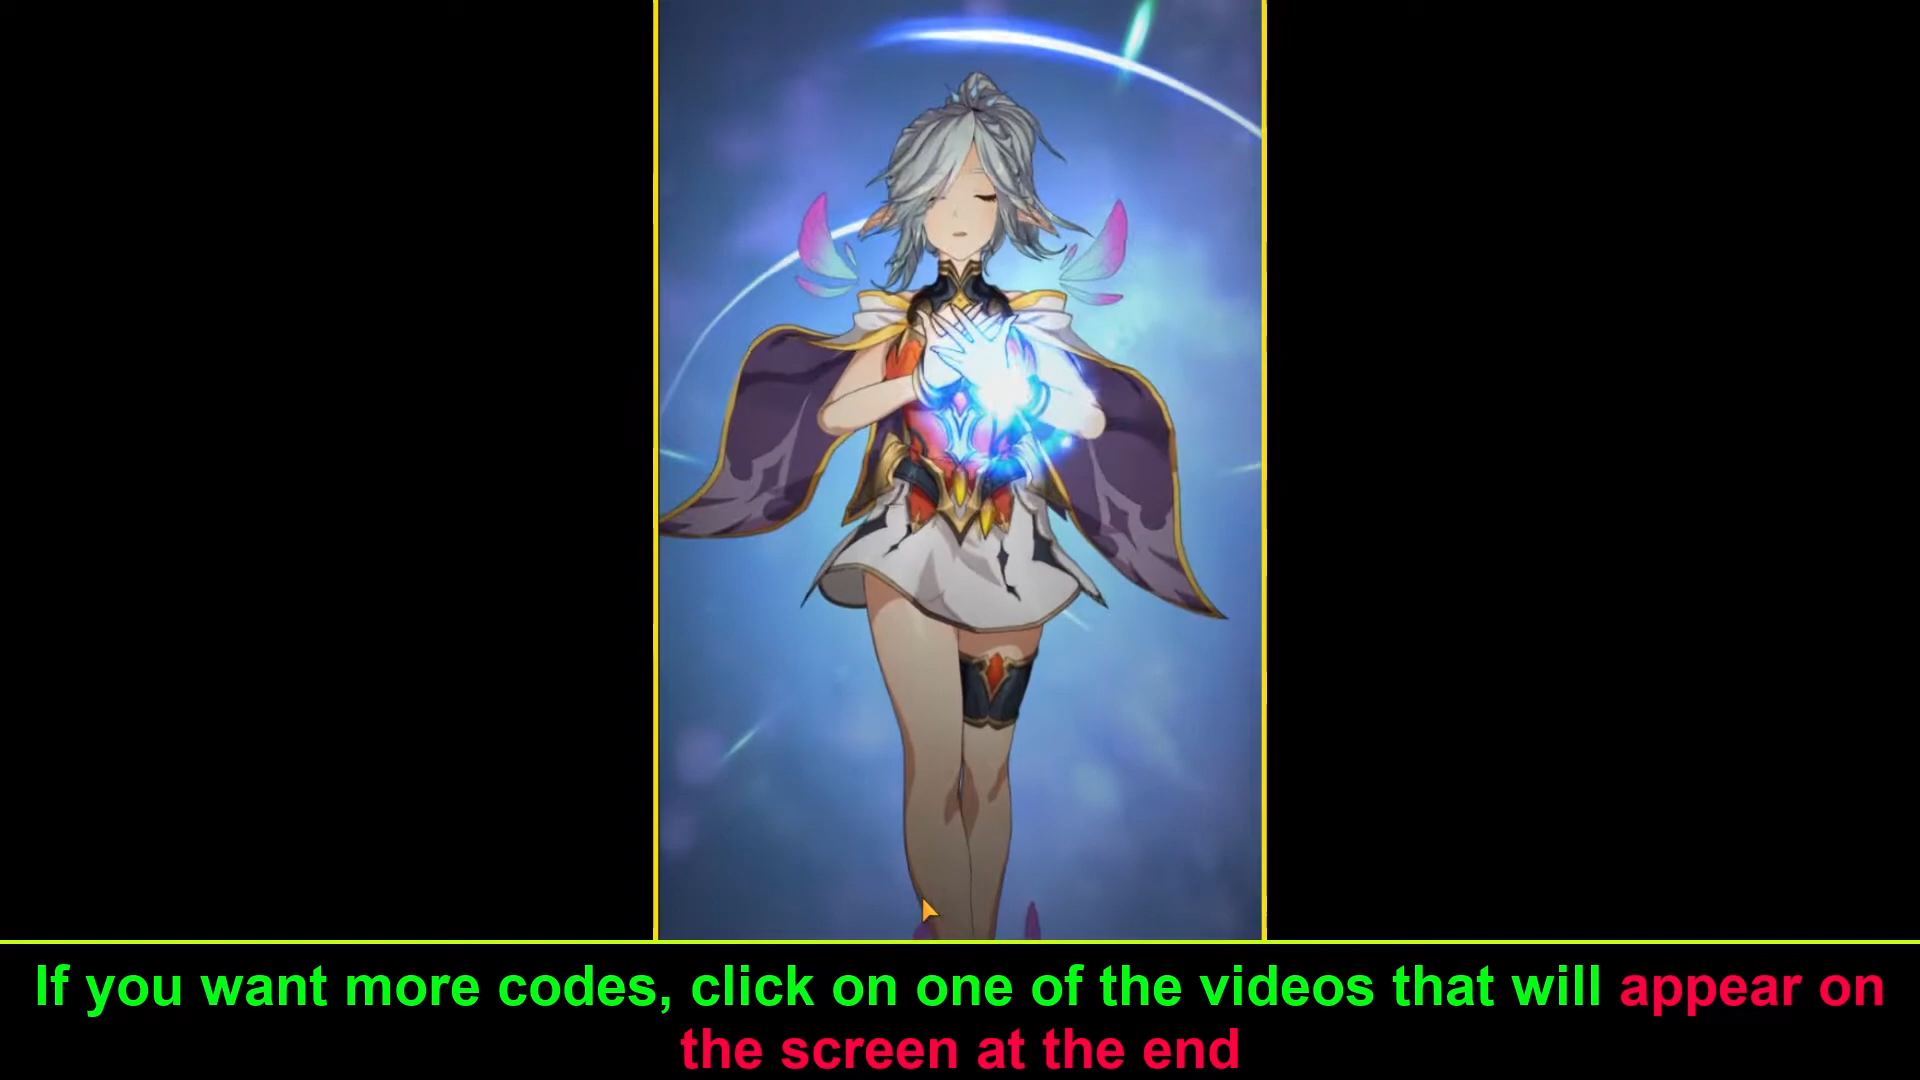 If you want more codes, click on one of the videos that will appear on
the screen at the end